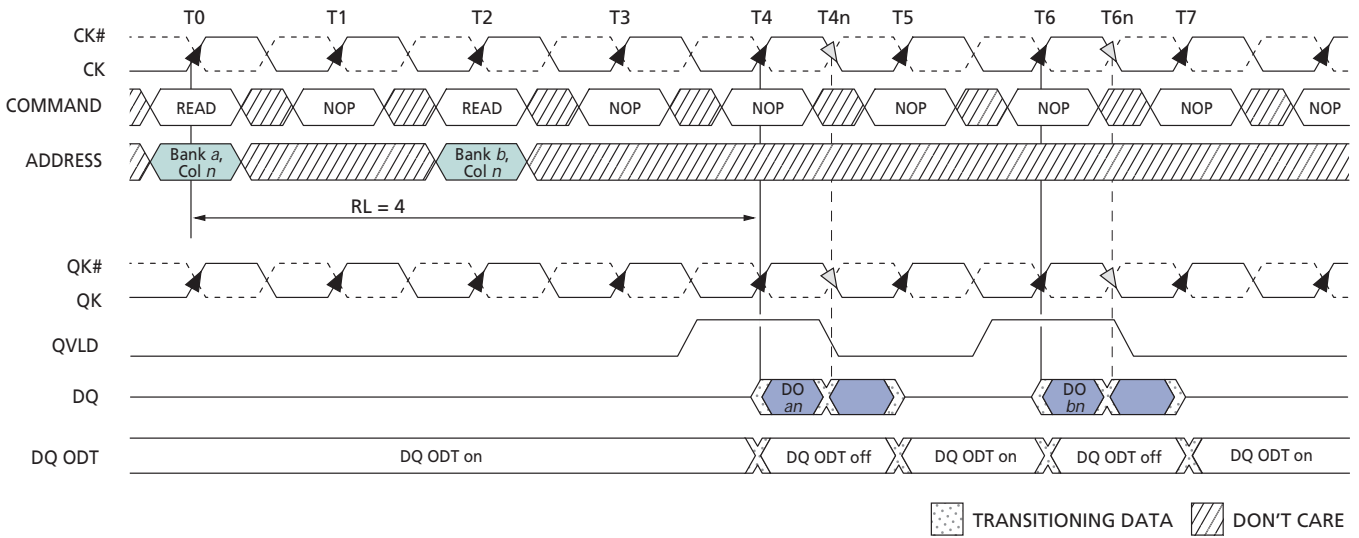 T0 T1 T2 T3 T4 T4n T5 T6 T6n T7
CK#
CK
COMMAND READ NOP READ NOP NOP NOP NOP NOP NOP
ADDRESS Bank a, Col n Bank b, Col n
RL = 4
QK#
QK
QVLD
DQ DO an DO bn
DQ ODT DQ ODT on DQ ODT off DQ ODT on DQ ODT off DQ ODT on
TRANSITIONING DATA DON'T CARE